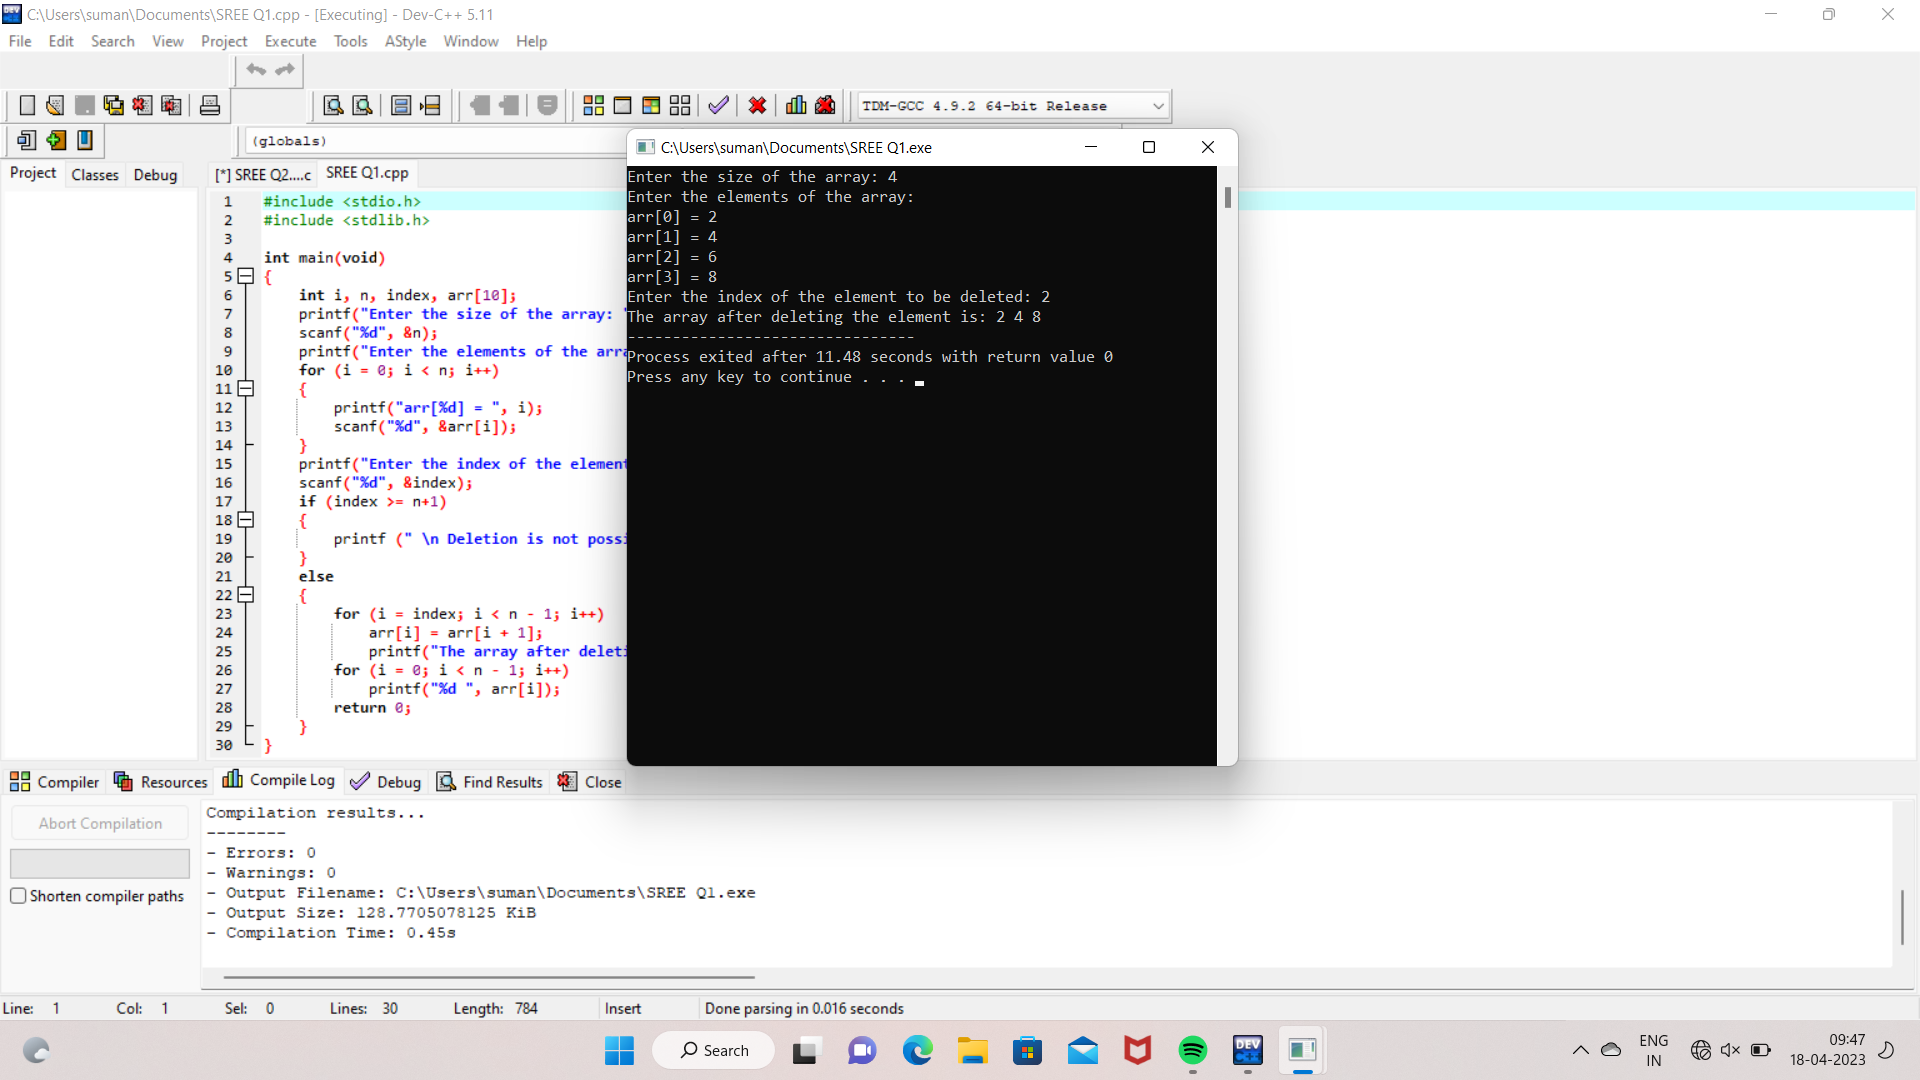 C:\Users\suman\Documents\SREE Q1.cpp - [Executing] - Dev-C++ 5.11
File Edit Search View Project Execute Tools AStyle Window Help
TDM-GCC 4.9.2 64-bit Release
(globals)
Project Classes Debug
[*] SREE Q2....c SREE Q1.cpp
1 #include <stdio.h>
2 #include <stdlib.h>
3
4 int main(void)
5 {
6 int i, n, index, arr[10];
7 printf("Enter the size of the array:
8 scanf("%d", &n);
9 printf("Enter the elements of the arra
10 for (i = 0; i < n; i++)
11 {
12 printf("arr[%d] = ", i);
13 scanf("%d", &arr[i]);
14 }
15 printf("Enter the index of the element
16 scanf("%d", &index);
17 if (index >= n+1)
18 {
19 printf (" \n Deletion is not possi
20 }
21 else
22 {
23 for (i = index; i < n - 1; i++)
24 arr[i] = arr[i + 1];
25 printf("The array after deleti
26 for (i = 0; i < n - 1; i++)
27 printf("%d ", arr[i]);
28 return 0;
29 }
30 }
C:\Users\suman\Documents\SREE Q1.exe
Enter the size of the array: 4
Enter the elements of the array:
arr[0] = 2
arr[1] = 4
arr[2] = 6
arr[3] = 8
Enter the index of the element to be deleted: 2
The array after deleting the element is: 2 4 8
--------------------------------
Process exited after 11.48 seconds with return value 0
Press any key to continue . . .
Compiler Resources Compile Log Debug Find Results Close
Abort Compilation
Shorten compiler paths
Compilation results...
--------
- Errors: 0
- Warnings: 0
- Output Filename: C:\Users\suman\Documents\SREE Q1.exe
- Output Size: 128.7705078125 KiB
- Compilation Time: 0.45s
Line: 1 Col: 1 Sel: 0 Lines: 30 Length: 784 Insert Done parsing in 0.016 seconds
Search
DEV
C++
ENG
IN
09:47
18-04-2023